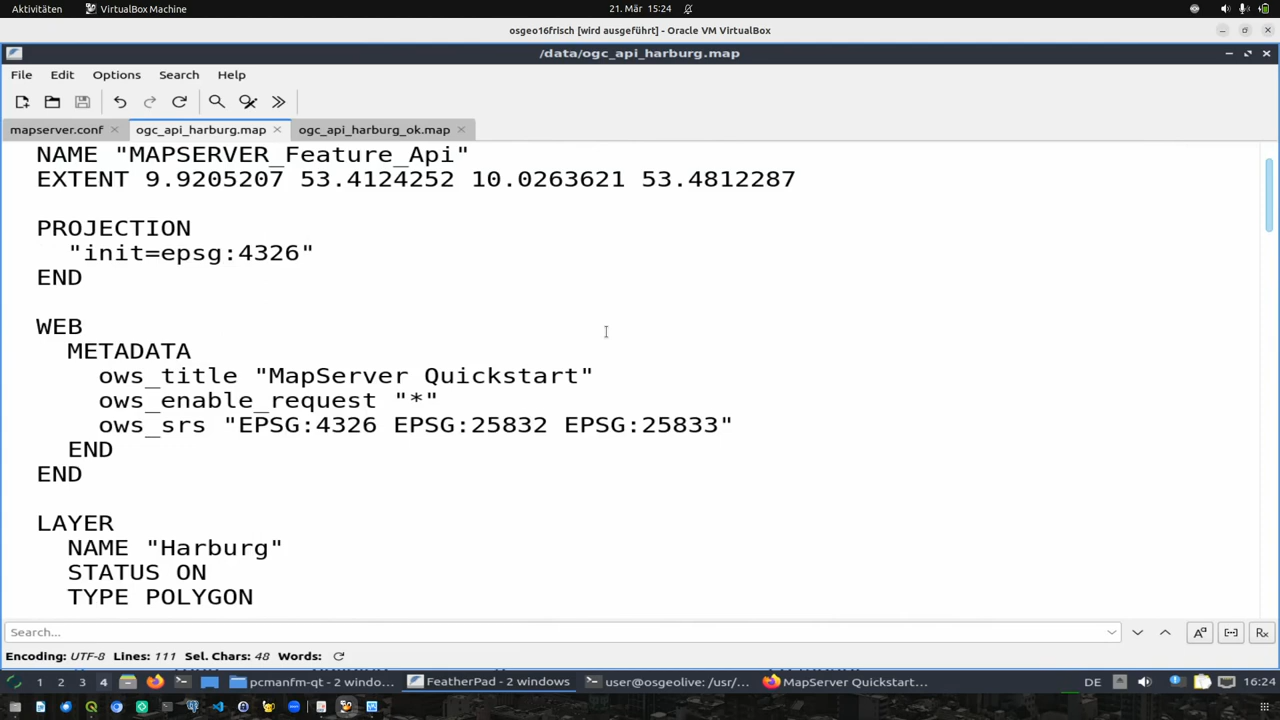 Aktivitäten VirtualBox Machine 21. Mär 15:24
osgeo16frisch [wird ausgeführt] - Oracle VM VirtualBox
/data/ogc_api_harburg.map
File Edit Options Search Help
mapserver.conf ogc_api_harburg.map ogc_api_harburg_ok.map
NAME "MAPSERVER_Feature_Api"
EXTENT 9.9205207 53.4124252 10.0263621 53.4812287
PROJECTION
"init=epsg:4326"
END
WEB
METADATA
ows_title "MapServer Quickstart"
ows_enable_request "*"
ows_srs "EPSG:4326 EPSG:25832 EPSG:25833"
END
END
LAYER
NAME "Harburg"
STATUS ON
TYPE POLYGON
Search...
Encoding: UTF-8 Lines: 111 Sel. Chars: 48 Words:
1 2 3 4 pcmanfm-qt - 2 windo... FeatherPad - 2 windows user@osgeolive: /usr/... MapServer Quickstart... DE 16:24